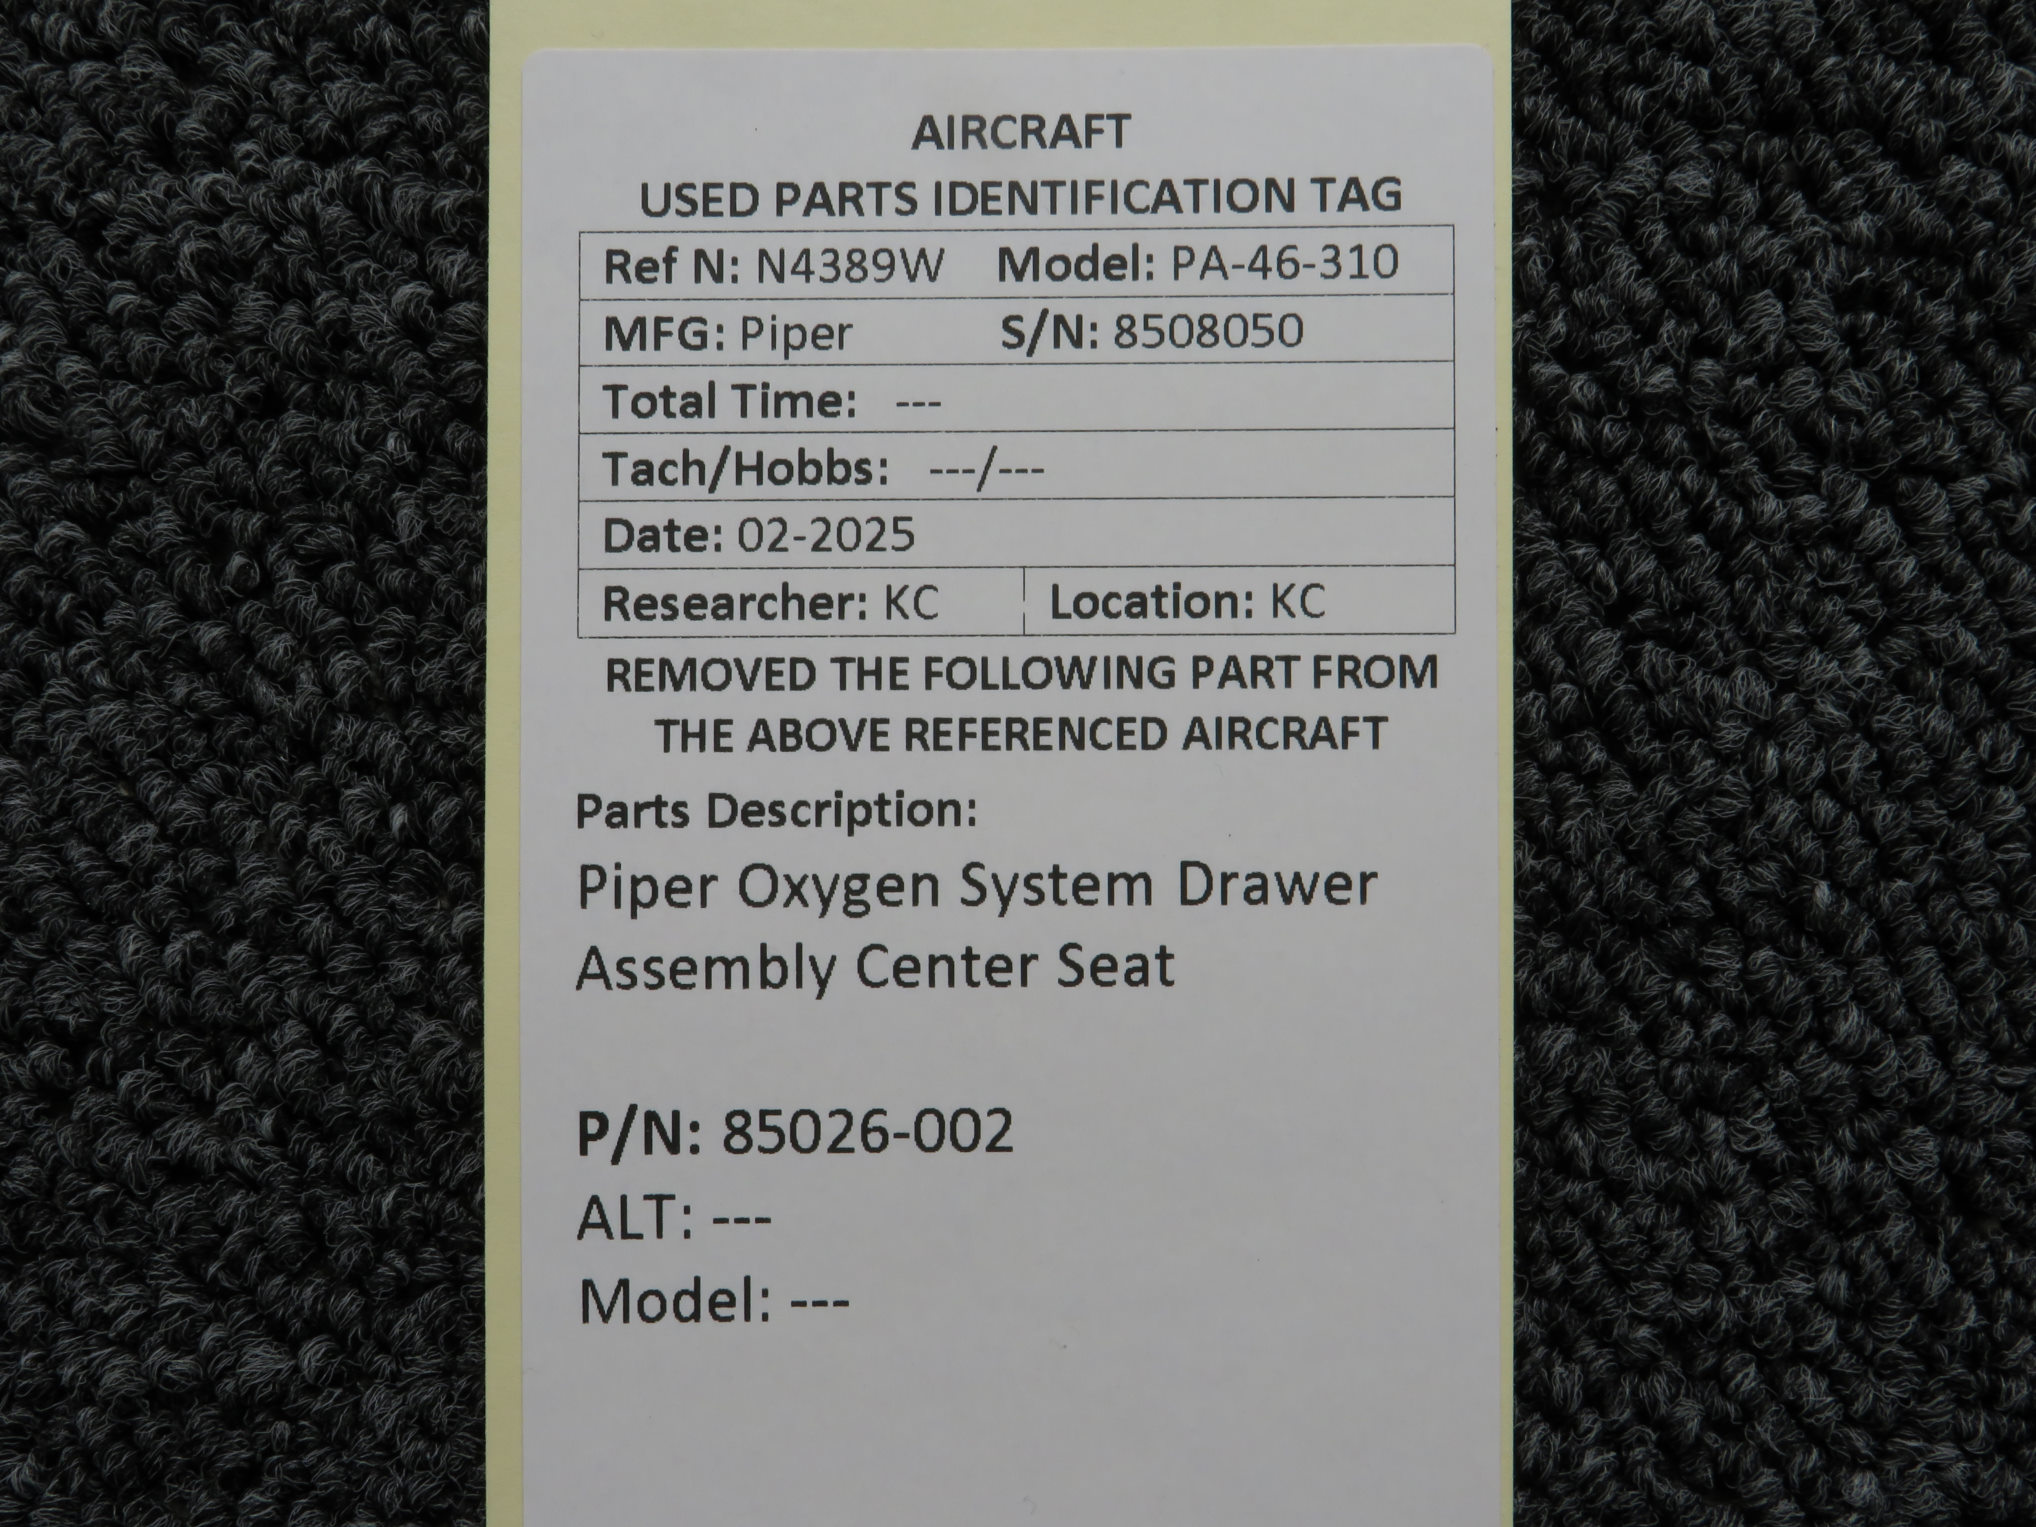 AIRCRAFT
USED PARTS IDENTIFICATION TAG
Ref N: N4389W Model: PA-46-310
MFG: Piper S/N: 8508050
Total Time: ---
Tach/Hobbs: ---/---
Date: 02-2025
Researcher: KC Location: KC
REMOVED THE FOLLOWING PART FROM
THE ABOVE REFERENCED AIRCRAFT
Parts Description:
Piper Oxygen System Drawer
Assembly Center Seat
P/N: 85026-002
ALT: ---
Model: ---